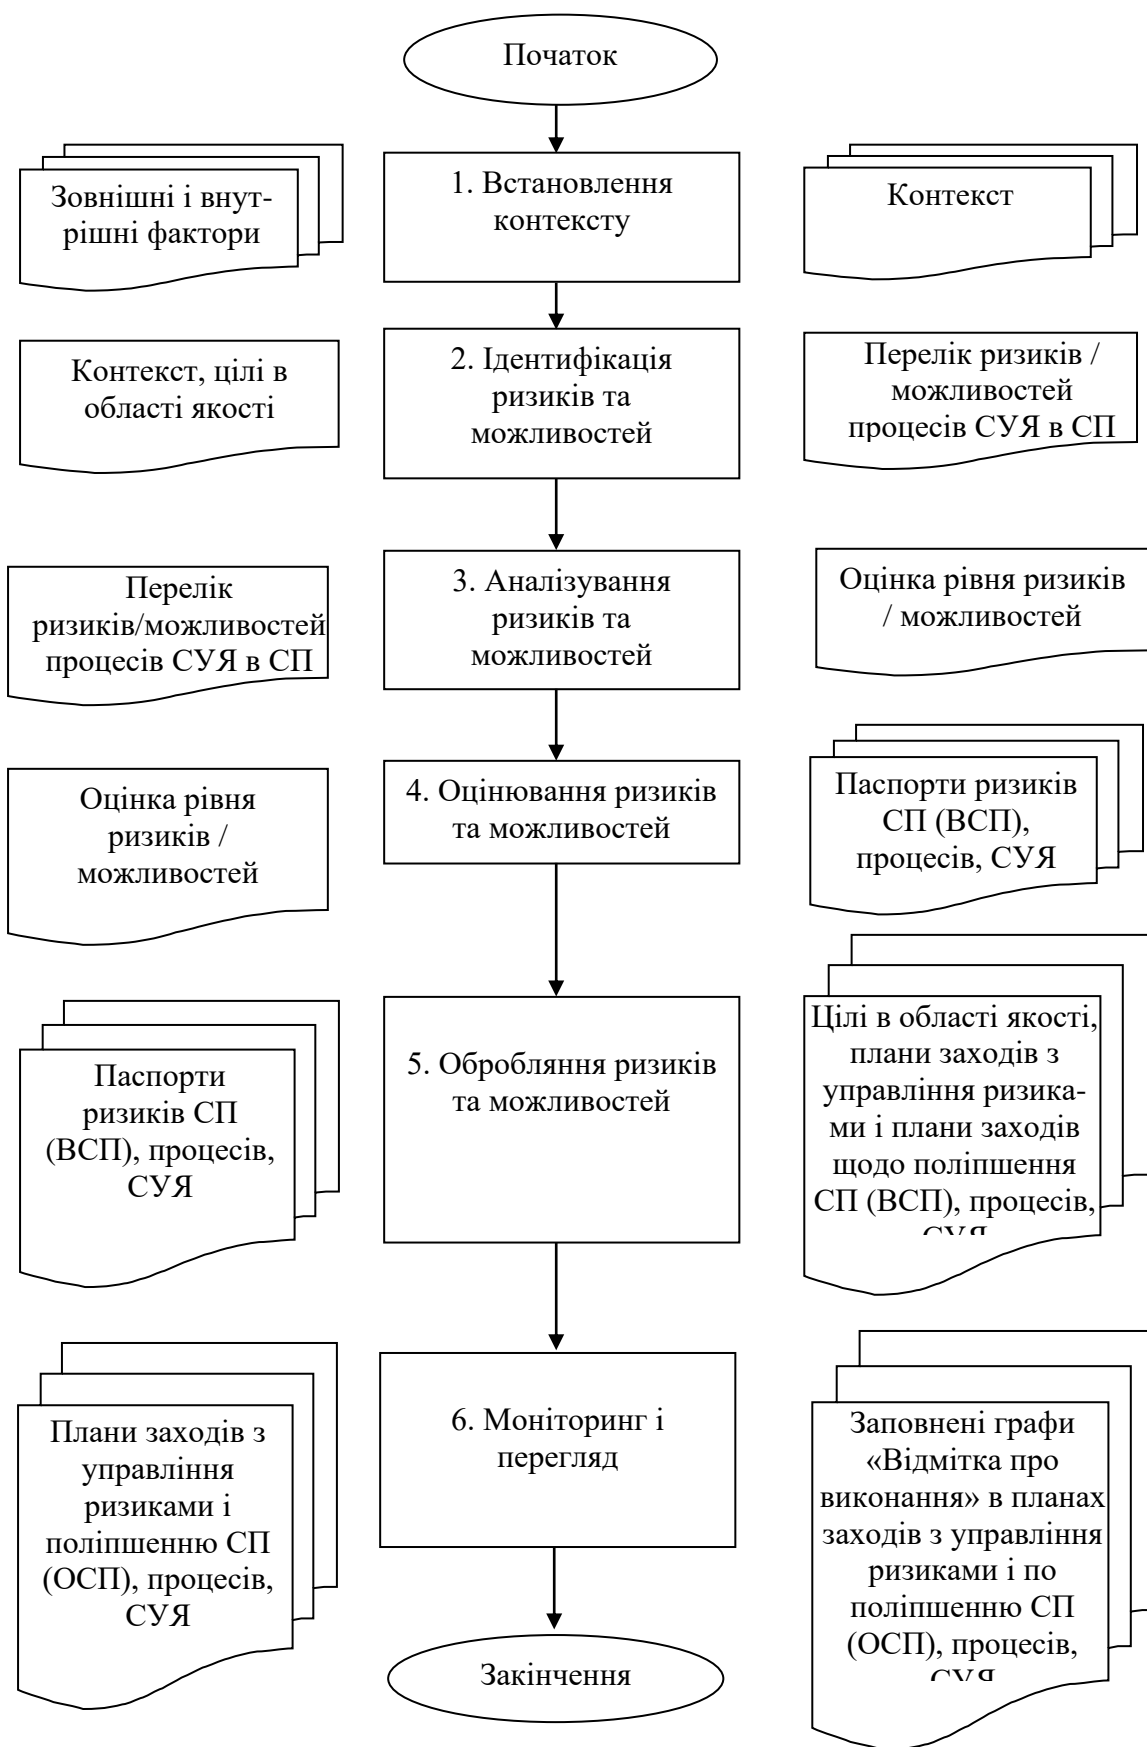 Початок
Зовнішні і внут-
рішні фактори
1. Встановлення
контексту
Контекст
Контекст, цілі в
області якості
2. Ідентифікація
ризиків та
можливостей
Перелік ризиків /
можливостей
процесів СУЯ в СП
Перелік
ризиків/можливостей
процесів СУЯ в СП
3. Аналізування
ризиків та
можливостей
Оцінка рівня ризиків
/ можливостей
Оцінка рівня
ризиків /
можливостей
4. Оцінювання ризиків
та можливостей
Паспорти ризиків
СП (ВСП),
процесів, СУЯ
Паспорти
ризиків СП
(ВСП), процесів,
СУЯ
5. Обробляння ризиків
та можливостей
Цілі в області якості,
плани заходів з
управління ризика-
ми і плани заходів
щодо поліпшення
СП (ВСП), процесів,
СУЯ
Плани заходів з
управління
ризиками і
поліпшенню СП
(ОСП), процесів,
СУЯ
6. Моніторинг і
перегляд
Заповнені графи
«Відмітка про
виконання» в планах
заходів з управління
ризиками і по
поліпшенню СП
(ОСП), процесів,
СУЯ
Закінчення